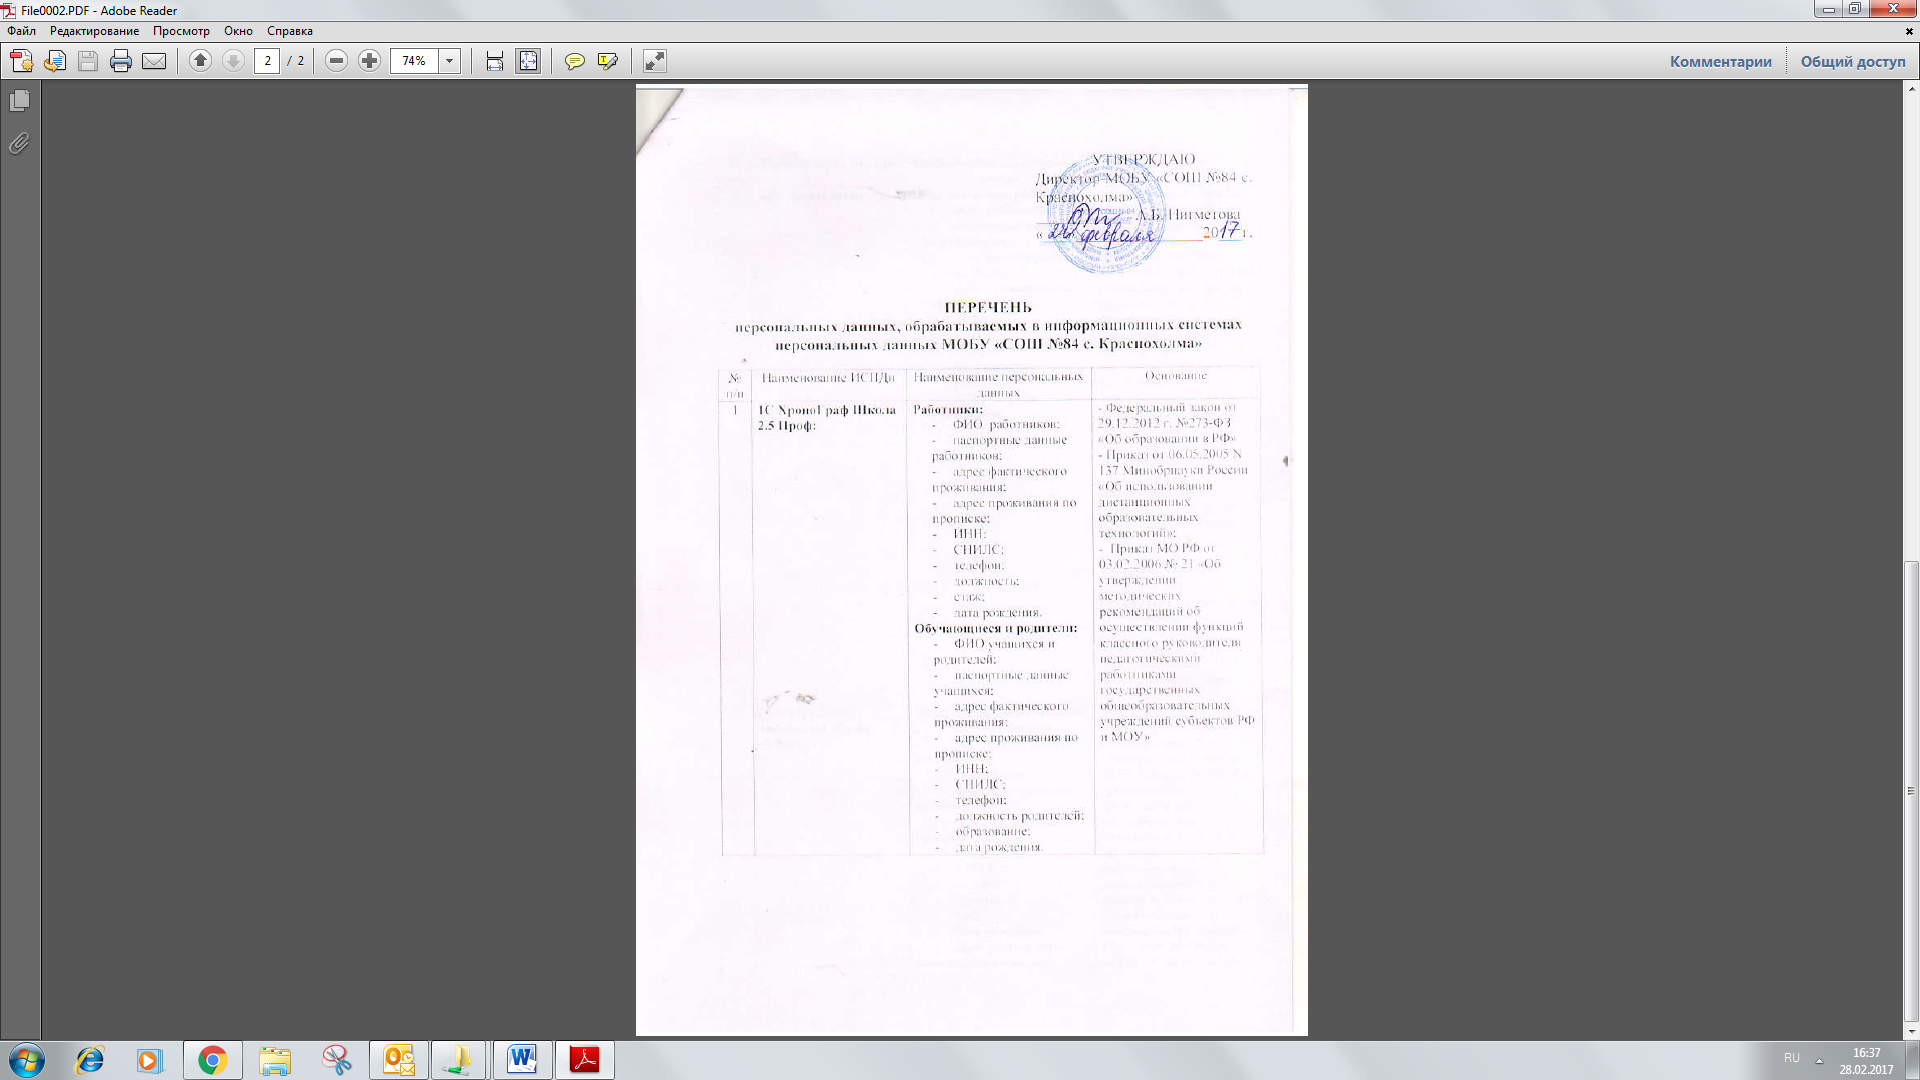 File0002.PDF - Adobe Reader
Файл Редактирование Просмотр Окно Справка
2 / 2 74% Комментарии Общий доступ
УТВЕРЖДАЮ
Директор МОБУ «СОШ №84 с.
Краснохолма»
А.Б. Нигметова
« 24» февраля 2017 г.
ПЕРЕЧЕНЬ
персональных данных, обрабатываемых в информационных системах
персональных данных МОБУ «СОШ №84 с. Краснохолма»
№ п/п
Наименование ИСПДн
Наименование персональных данных
Основание
1
1С ХроноГраф Школа
2.5 Проф:
Работники:
- ФИО работников;
- паспортные данные
работников;
- адрес фактического
проживания;
- адрес проживания по
прописке;
- ИНН;
- СНИЛС;
- телефон;
- должность;
- стаж;
- дата рождения.
Обучающиеся и родители:
- ФИО учащихся и
родителей;
- паспортные данные
учащихся;
- адрес фактического
проживания;
- адрес проживания по
прописке;
- ИНН;
- СНИЛС;
- телефон;
- должность родителей;
- образование;
- дата рождения.
- Федеральный закон от
29.12.2012 г. №273-ФЗ
«Об образовании в РФ»
- Приказ от 06.05.2005 N
137 Минобрнауки России
«Об использовании
дистанционных
образовательных
технологий»;
- Приказ МО РФ от
03.02.2006 № 21 «Об
утверждении
методических
рекомендаций об
осуществлении функций
классного руководителя
педагогическими
работниками
государственных
общеобразовательных
учреждений субъектов РФ
и МОУ»
RU
16:37
28.02.2017